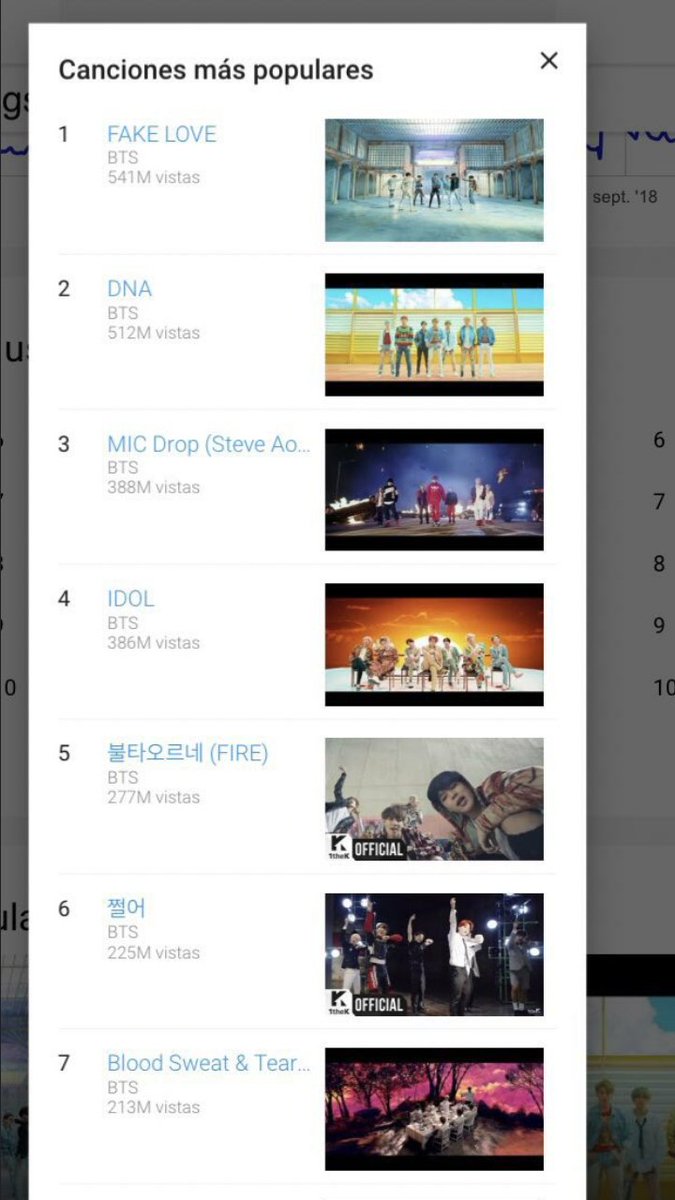 Canciones más populares
1
FAKE LOVE
BTS
541M vistas
sept. '18
2
DNA
BTS
512M vistas
3
MIC Drop (Steve Ao...
BTS
388M vistas
6
7
4
IDOL
BTS
386M vistas
8
9
10
5
불타오르네 (FIRE)
BTS
277M vistas
1theK OFFICIAL
6
쩔어
BTS
225M vistas
1theK OFFICIAL
7
Blood Sweat & Tear...
BTS
213M vistas